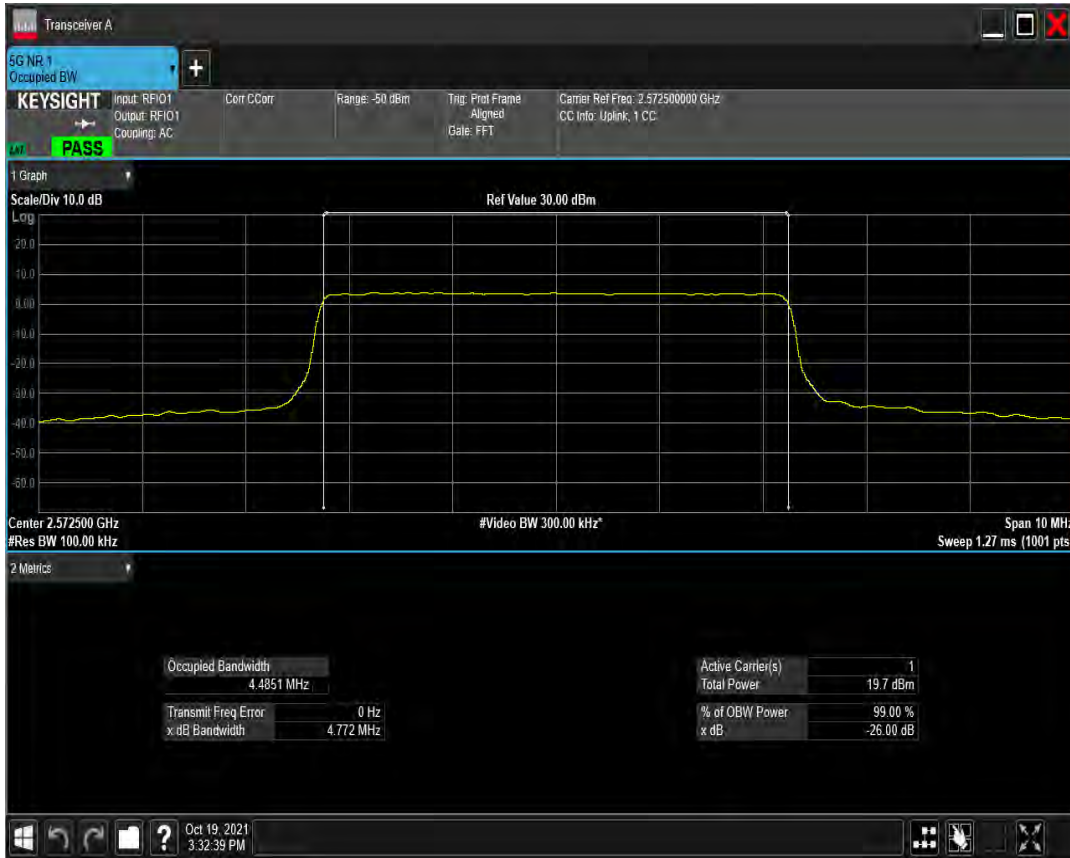 Transceiver A
5G NR 1
Occupied BW
KEYSIGHT
Input: RFIO1
Output: RFIO1
Coupling: AC
Corr CCorr
Range: -50 dBm
Trig: Prot Frame
Aligned
Gate: FFT
Carrier Ref Freq: 2.572500000 GHz
CC Info: Uplink, 1 CC
PASS
1 Graph
Scale/Div 10.0 dB
Ref Value 30.00 dBm
Log
20.0
10.0
0.00
-10.0
-20.0
-30.0
-40.0
-50.0
-60.0
Center 2.572500 GHz
#Video BW 300.00 kHz*
Span 10 MHz
#Res BW 100.00 kHz
Sweep 1.27 ms (1001 pts
2 Metrics
Occupied Bandwidth
4.4851 MHz
Transmit Freq Error 0 Hz
x dB Bandwidth 4.772 MHz
Active Carrier(s) 1
Total Power 19.7 dBm
% of OBW Power 99.00 %
x dB -26.00 dB
?
Oct 19, 2021
3:32:39 PM